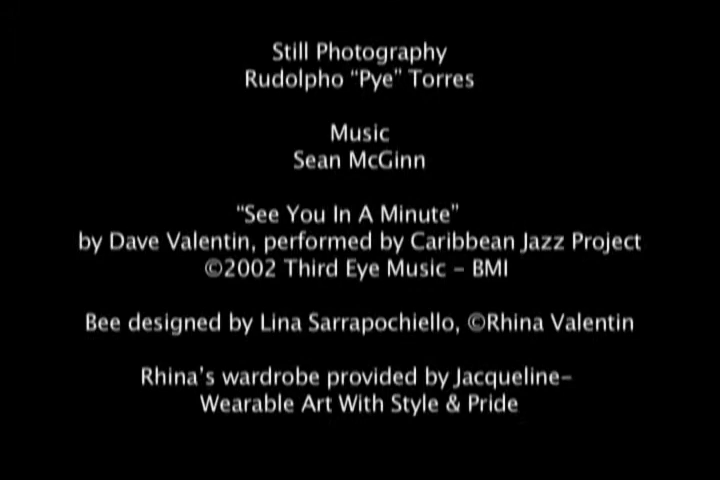 Still Photography
Rudolpho “Pye” Torres
Music
Sean McGinn
“See You In A Minute”
by Dave Valentin, performed by Caribbean Jazz Project
©2002 Third Eye Music – BMI
Bee designed by Lina Sarrapochiello, ©Rhina Valentin
Rhina’s wardrobe provided by Jacqueline–
Wearable Art With Style & Pride